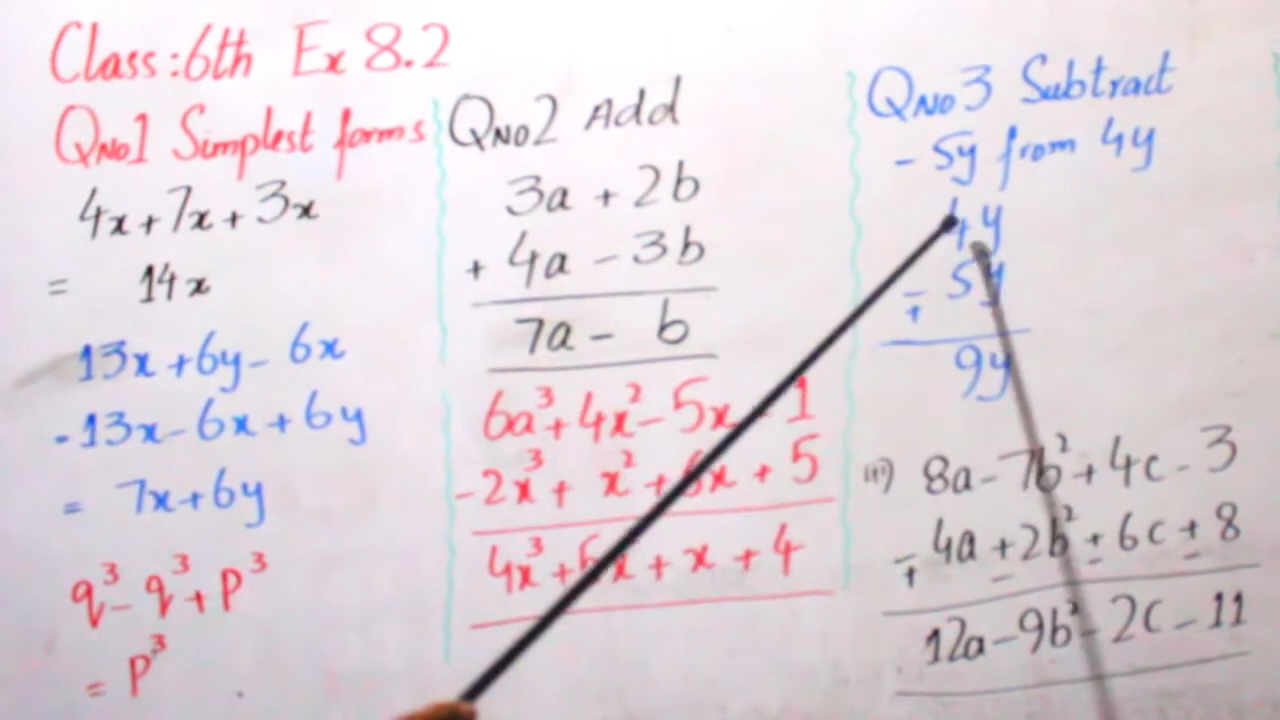 Class:6th Ex 8.2
QNo1 Simplest forms
4x+7x+3x
= 14x
13x+6y-6x
-13x-6x+6y
= 7x+6y
q³-q³+p³
= p³
QNo2 Add
3a+2b
+4a-3b
7a-b
6a³+4x²-5x-1
-2x³+x²+6x+5
4x³+5x+x+4
QNo3 Subtract
-5y from 4y
4y
-5y
+
9y
8a-7b²+4c-3
-4a+2b²+6c+8
+ - - -
12a-9b²-2c-11